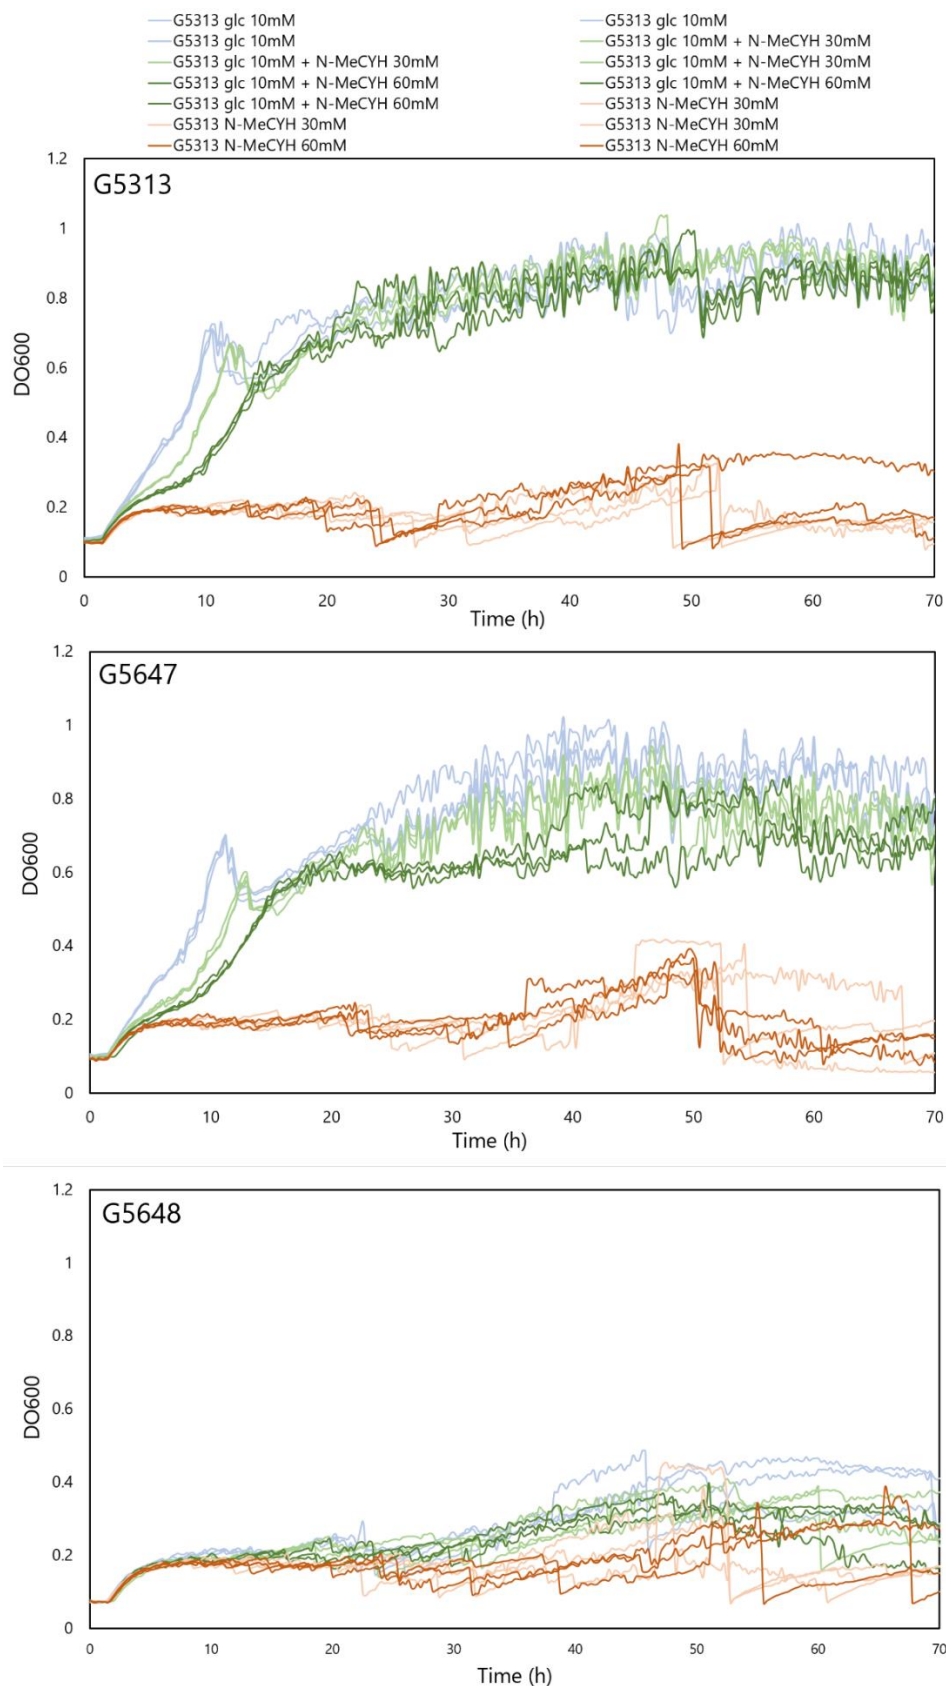 G5313 glc 10mM G5313 glc 10mM
G5313 glc 10mM G5313 glc 10mM + N-MeCYH 30mM
G5313 glc 10mM + N-MeCYH 30mM G5313 glc 10mM + N-MeCYH 30mM
G5313 glc 10mM + N-MeCYH 60mM G5313 glc 10mM + N-MeCYH 60mM
G5313 glc 10mM + N-MeCYH 60mM G5313 N-MeCYH 30mM
G5313 N-MeCYH 30mM G5313 N-MeCYH 30mM
G5313 N-MeCYH 60mM G5313 N-MeCYH 60mM
1.2
G5313
1
0.8
DO600
0.6
0.4
0.2
0
0 10 20 30 40 50 60 70
Time (h)
1.2
G5647
1
0.8
DO600
0.6
0.4
0.2
0
0 10 20 30 40 50 60 70
Time (h)
1.2
G5648
1
0.8
DO600
0.6
0.4
0.2
0
0 10 20 30 40 50 60 70
Time (h)